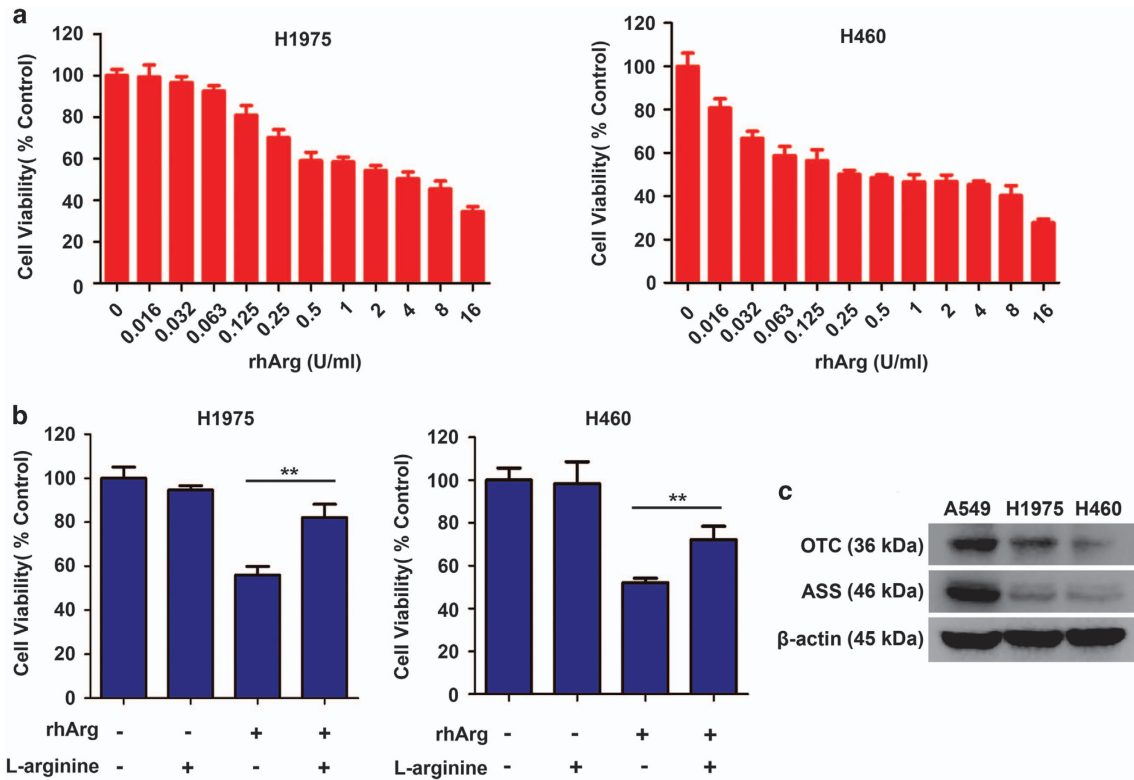 a
H1975
Cell Viability( % Control)
120
100
80
60
40
20
0
0 0.016 0.032 0.063 0.125 0.25 0.5 1 2 4 8 16
rhArg (U/ml)
H460
Cell Viability( % Control)
120
100
80
60
40
20
0
0 0.016 0.032 0.063 0.125 0.25 0.5 1 2 4 8 16
rhArg (U/ml)
b
H1975
Cell Viability( % Control)
120
100
80
60
40
20
0
**
rhArg - - + +
L-arginine - + - +
H460
Cell Viability( % Control)
120
100
80
60
40
20
0
**
rhArg - - + +
L-arginine - + - +
c
A549 H1975 H460
OTC (36 kDa)
ASS (46 kDa)
β-actin (45 kDa)